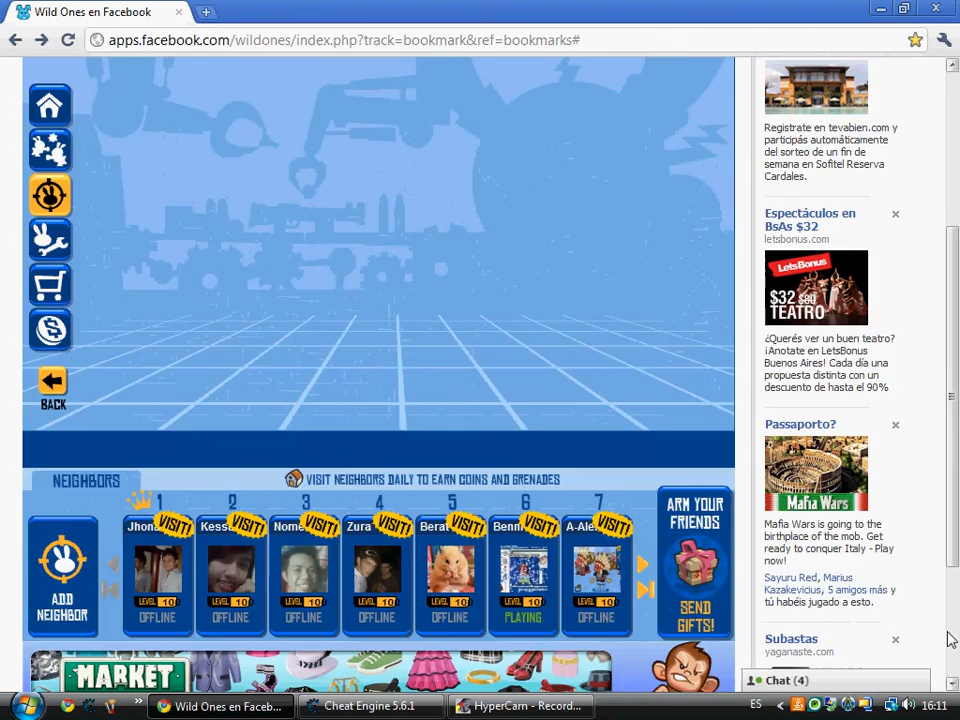 Wild Ones en Facebook
apps.facebook.com/wildones/index.php?track=bookmark&ref=bookmarks#
Registrate en tevabien.com y
participás automáticamente
del sorteo de un fin de
semana en Sofitel Reserva
Cardales.
Espectáculos en
BsAs $32
letsbonus.com
LetsBonus
$32 $80
TEATRO
¿Querés ver un buen teatro?
¡Anotate en LetsBonus
Buenos Aires! Cada día una
propuesta distinta con un
descuento de hasta el 90%
Passaporto?
Mafia Wars
Mafia Wars is going to the
birthplace of the mob. Get
ready to conquer Italy - Play
now!
Sayuru Red, Marius
Kazakevicius, 5 amigos más y
tú habéis jugado a esto.
Subastas
yaganaste.com
Chat (4)
BACK
NEIGHBORS
VISIT NEIGHBORS DAILY TO EARN COINS AND GRENADES
1 2 3 4 5 6 7
Jhon VISIT! Kess VISIT! Nome VISIT! Zura VISIT! Berat VISIT! Benn VISIT! A-Ale VISIT!
LEVEL 10 LEVEL 10 LEVEL 10 LEVEL 10 LEVEL 10 LEVEL 10 LEVEL 10
OFFLINE OFFLINE OFFLINE OFFLINE OFFLINE PLAYING OFFLINE
ADD
NEIGHBOR
ARM YOUR
FRIENDS
SEND
GIFTS!
MARKET
Wild Ones en Faceb...
Cheat Engine 5.6.1
HyperCam - Record...
ES
16:11